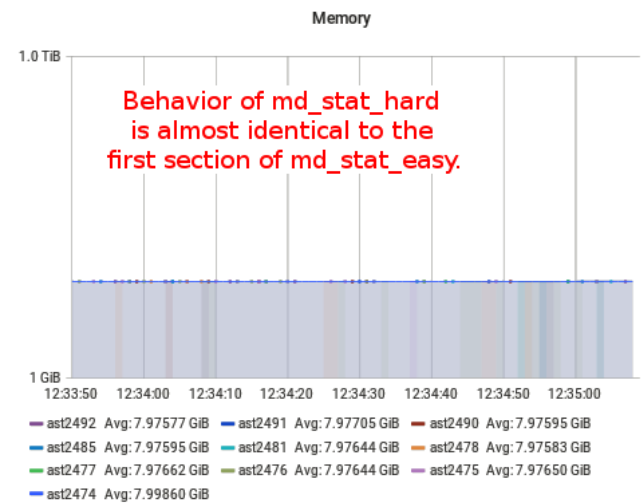 Memory
1.0 TiB
Behavior of md_stat_hard
is almost identical to the
first section of md_stat_easy.
1 GiB
12:33:50 12:34:00 12:34:10 12:34:20 12:34:30 12:34:40 12:34:50 12:35:00
ast2492 Avg:7.97577 GiB ast2491 Avg:7.97705 GiB ast2490 Avg:7.97595 GiB
ast2485 Avg:7.97595 GiB ast2481 Avg:7.97644 GiB ast2478 Avg:7.97583 GiB
ast2477 Avg:7.97662 GiB ast2476 Avg:7.97644 GiB ast2475 Avg:7.97650 GiB
ast2474 Avg:7.99860 GiB